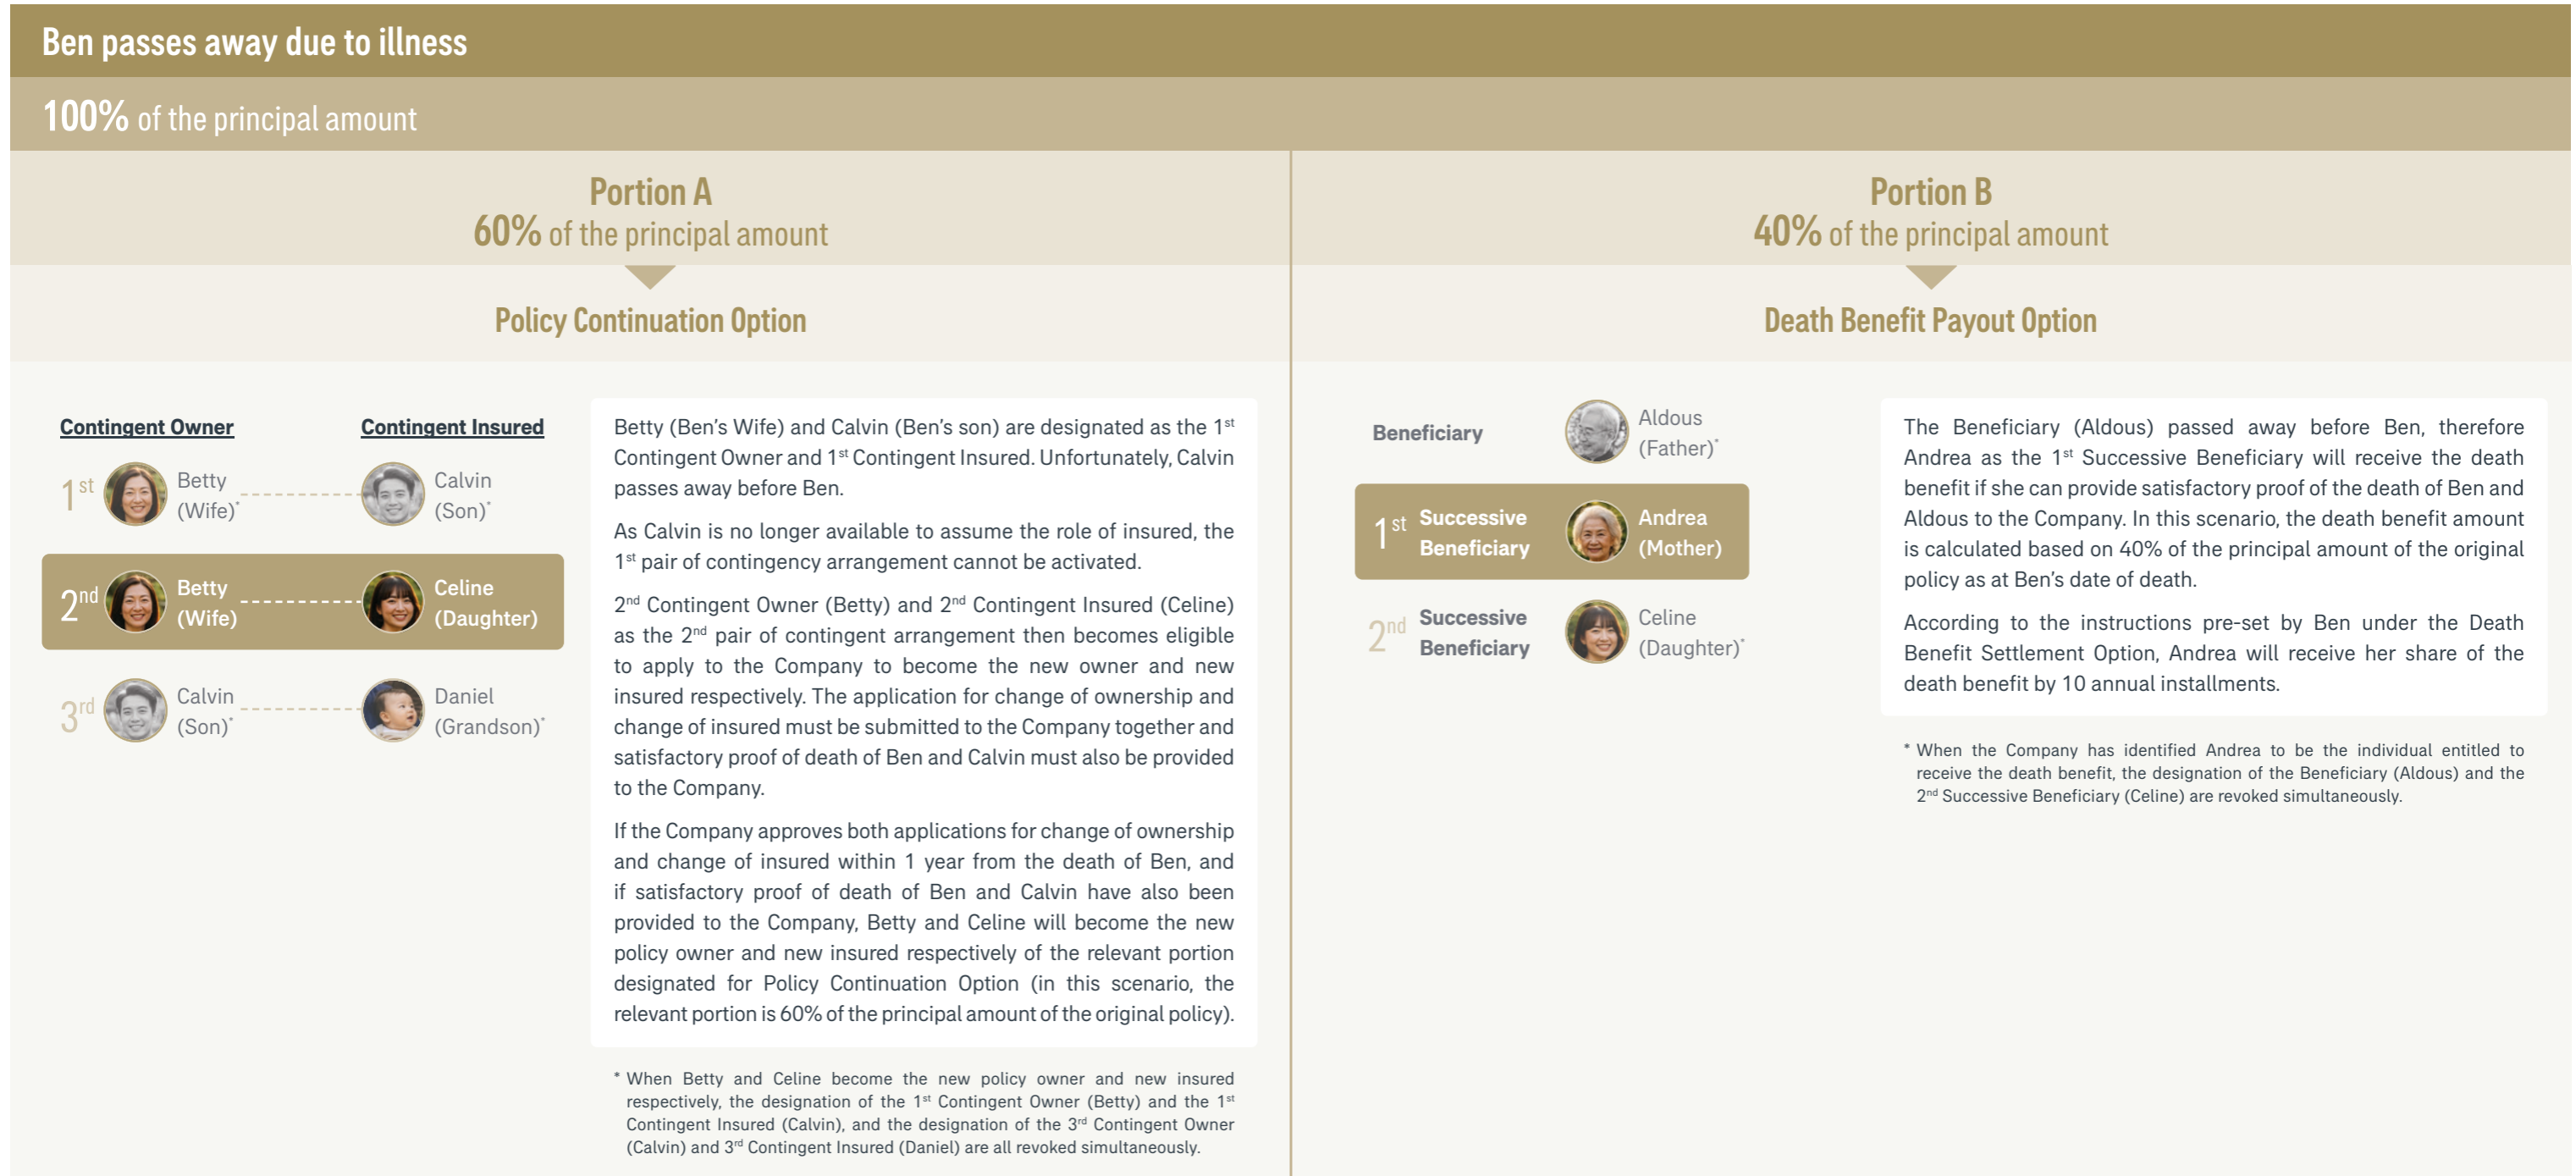 Ben passes away due to illness
100% of the principal amount
Portion A
60% of the principal amount
Policy Continuation Option
Contingent Owner
Contingent Insured
1st
Betty
(Wife)*
Calvin
(Son)*
2nd
Betty
(Wife)
Celine
(Daughter)
3rd
Calvin
(Son)*
Daniel
(Grandson)*
Betty (Ben's Wife) and Calvin (Ben's son) are designated as the 1st
Contingent Owner and 1st Contingent Insured. Unfortunately, Calvin
passes away before Ben.
As Calvin is no longer available to assume the role of insured, the
1st pair of contingency arrangement cannot be activated.
2nd Contingent Owner (Betty) and 2nd Contingent Insured (Celine)
as the 2nd pair of contingent arrangement then becomes eligible
to apply to the Company to become the new owner and new
insured respectively. The application for change of ownership and
change of insured must be submitted to the Company together and
satisfactory proof of death of Ben and Calvin must also be provided
to the Company.
If the Company approves both applications for change of ownership
and change of insured within 1 year from the death of Ben, and
if satisfactory proof of death of Ben and Calvin have also been
provided to the Company, Betty and Celine will become the new
policy owner and new insured respectively of the relevant portion
designated for Policy Continuation Option (in this scenario, the
relevant portion is 60% of the principal amount of the original policy).
* When Betty and Celine become the new policy owner and new insured
respectively, the designation of the 1st Contingent Owner (Betty) and the 1st
Contingent Insured (Calvin), and the designation of the 3rd Contingent Owner
(Calvin) and 3rd Contingent Insured (Daniel) are all revoked simultaneously.
Portion B
40% of the principal amount
Death Benefit Payout Option
Beneficiary
Aldous
(Father)*
1st
Successive
Beneficiary
Andrea
(Mother)
2nd
Successive
Beneficiary
Celine
(Daughter)*
The Beneficiary (Aldous) passed away before Ben, therefore
Andrea as the 1st Successive Beneficiary will receive the death
benefit if she can provide satisfactory proof of the death of Ben and
Aldous to the Company. In this scenario, the death benefit amount
is calculated based on 40% of the principal amount of the original
policy as at Ben's date of death.
According to the instructions pre-set by Ben under the Death
Benefit Settlement Option, Andrea will receive her share of the
death benefit by 10 annual installments.
* When the Company has identified Andrea to be the individual entitled to
receive the death benefit, the designation of the Beneficiary (Aldous) and the
2nd Successive Beneficiary (Celine) are revoked simultaneously.